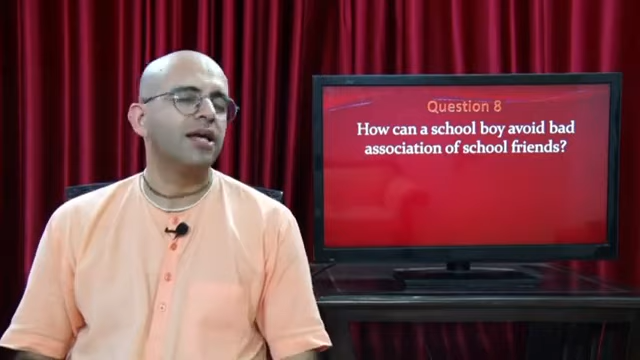 Question 8
How can a school boy avoid bad
association of school friends?